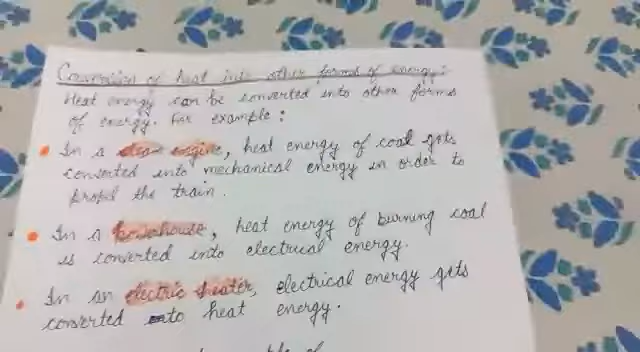 Conversion of heat into other forms of energy:
Heat energy can be converted into other forms
of energy. For example:
In a steam engine, heat energy of coal gets
converted into mechanical energy in order to
propel the train.
In a powerhouse, heat energy of burning coal
is converted into electrical energy.
In an electric heater, electrical energy gets
converted into heat energy.